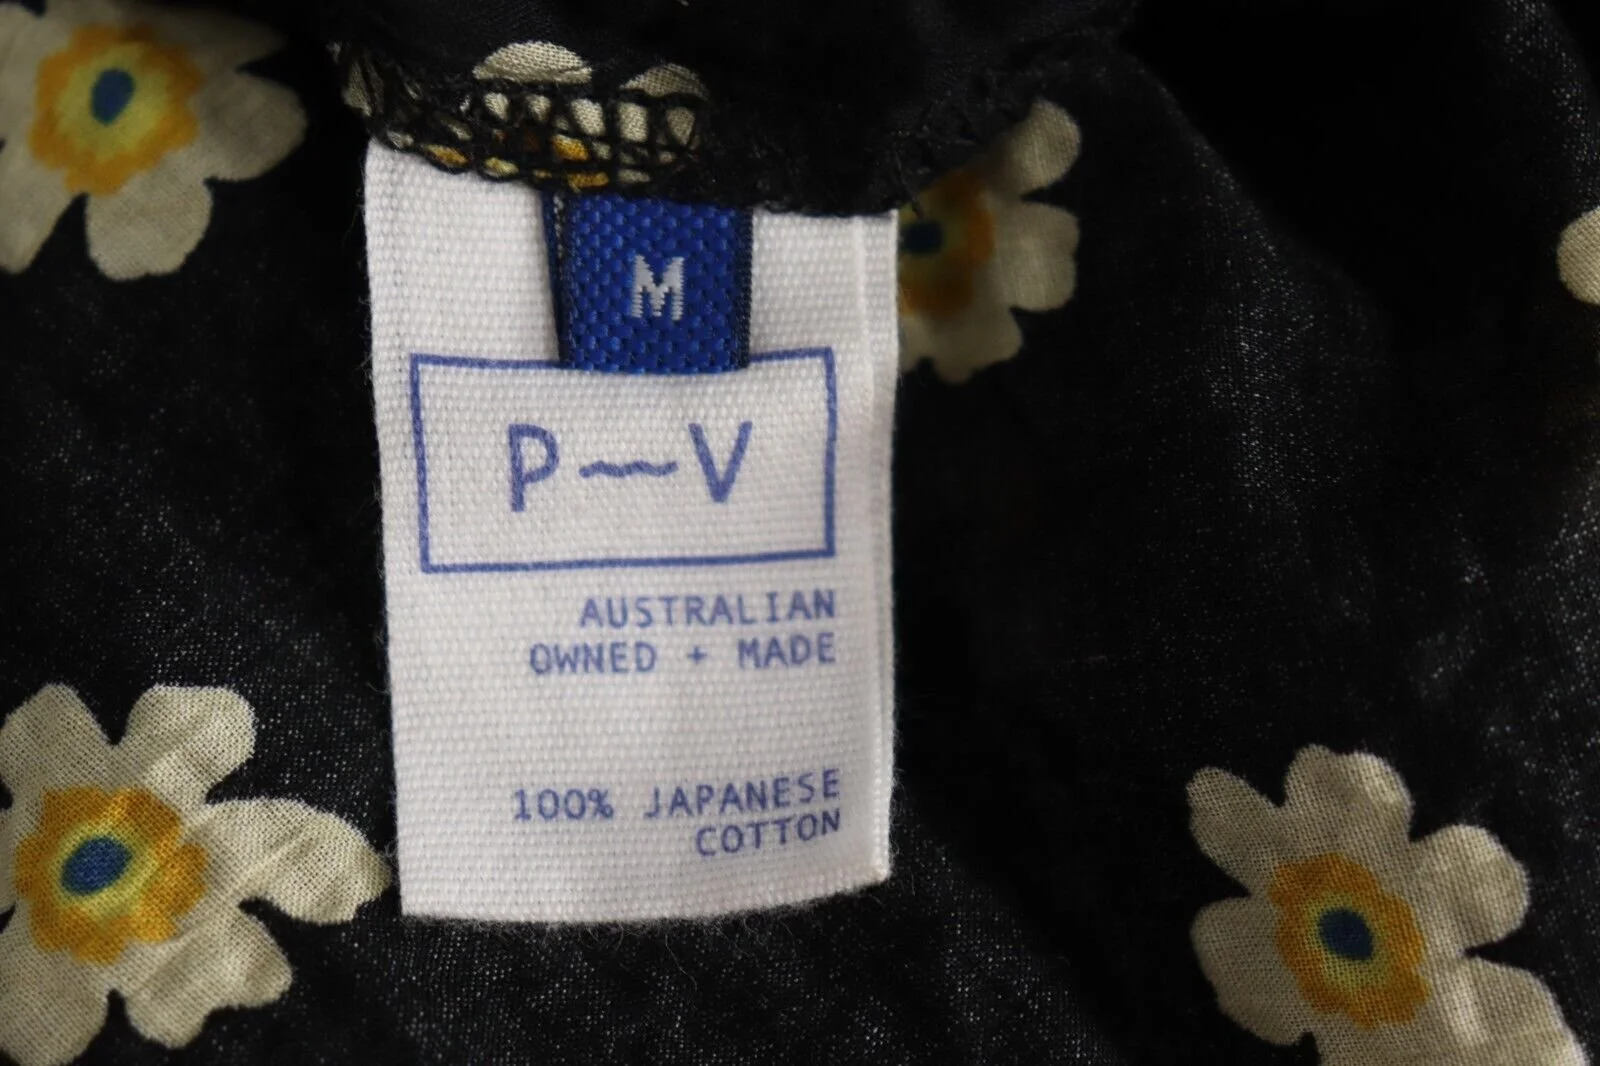 M
P~V
AUSTRALIAN
OWNED + MADE
100% JAPANESE
COTTON